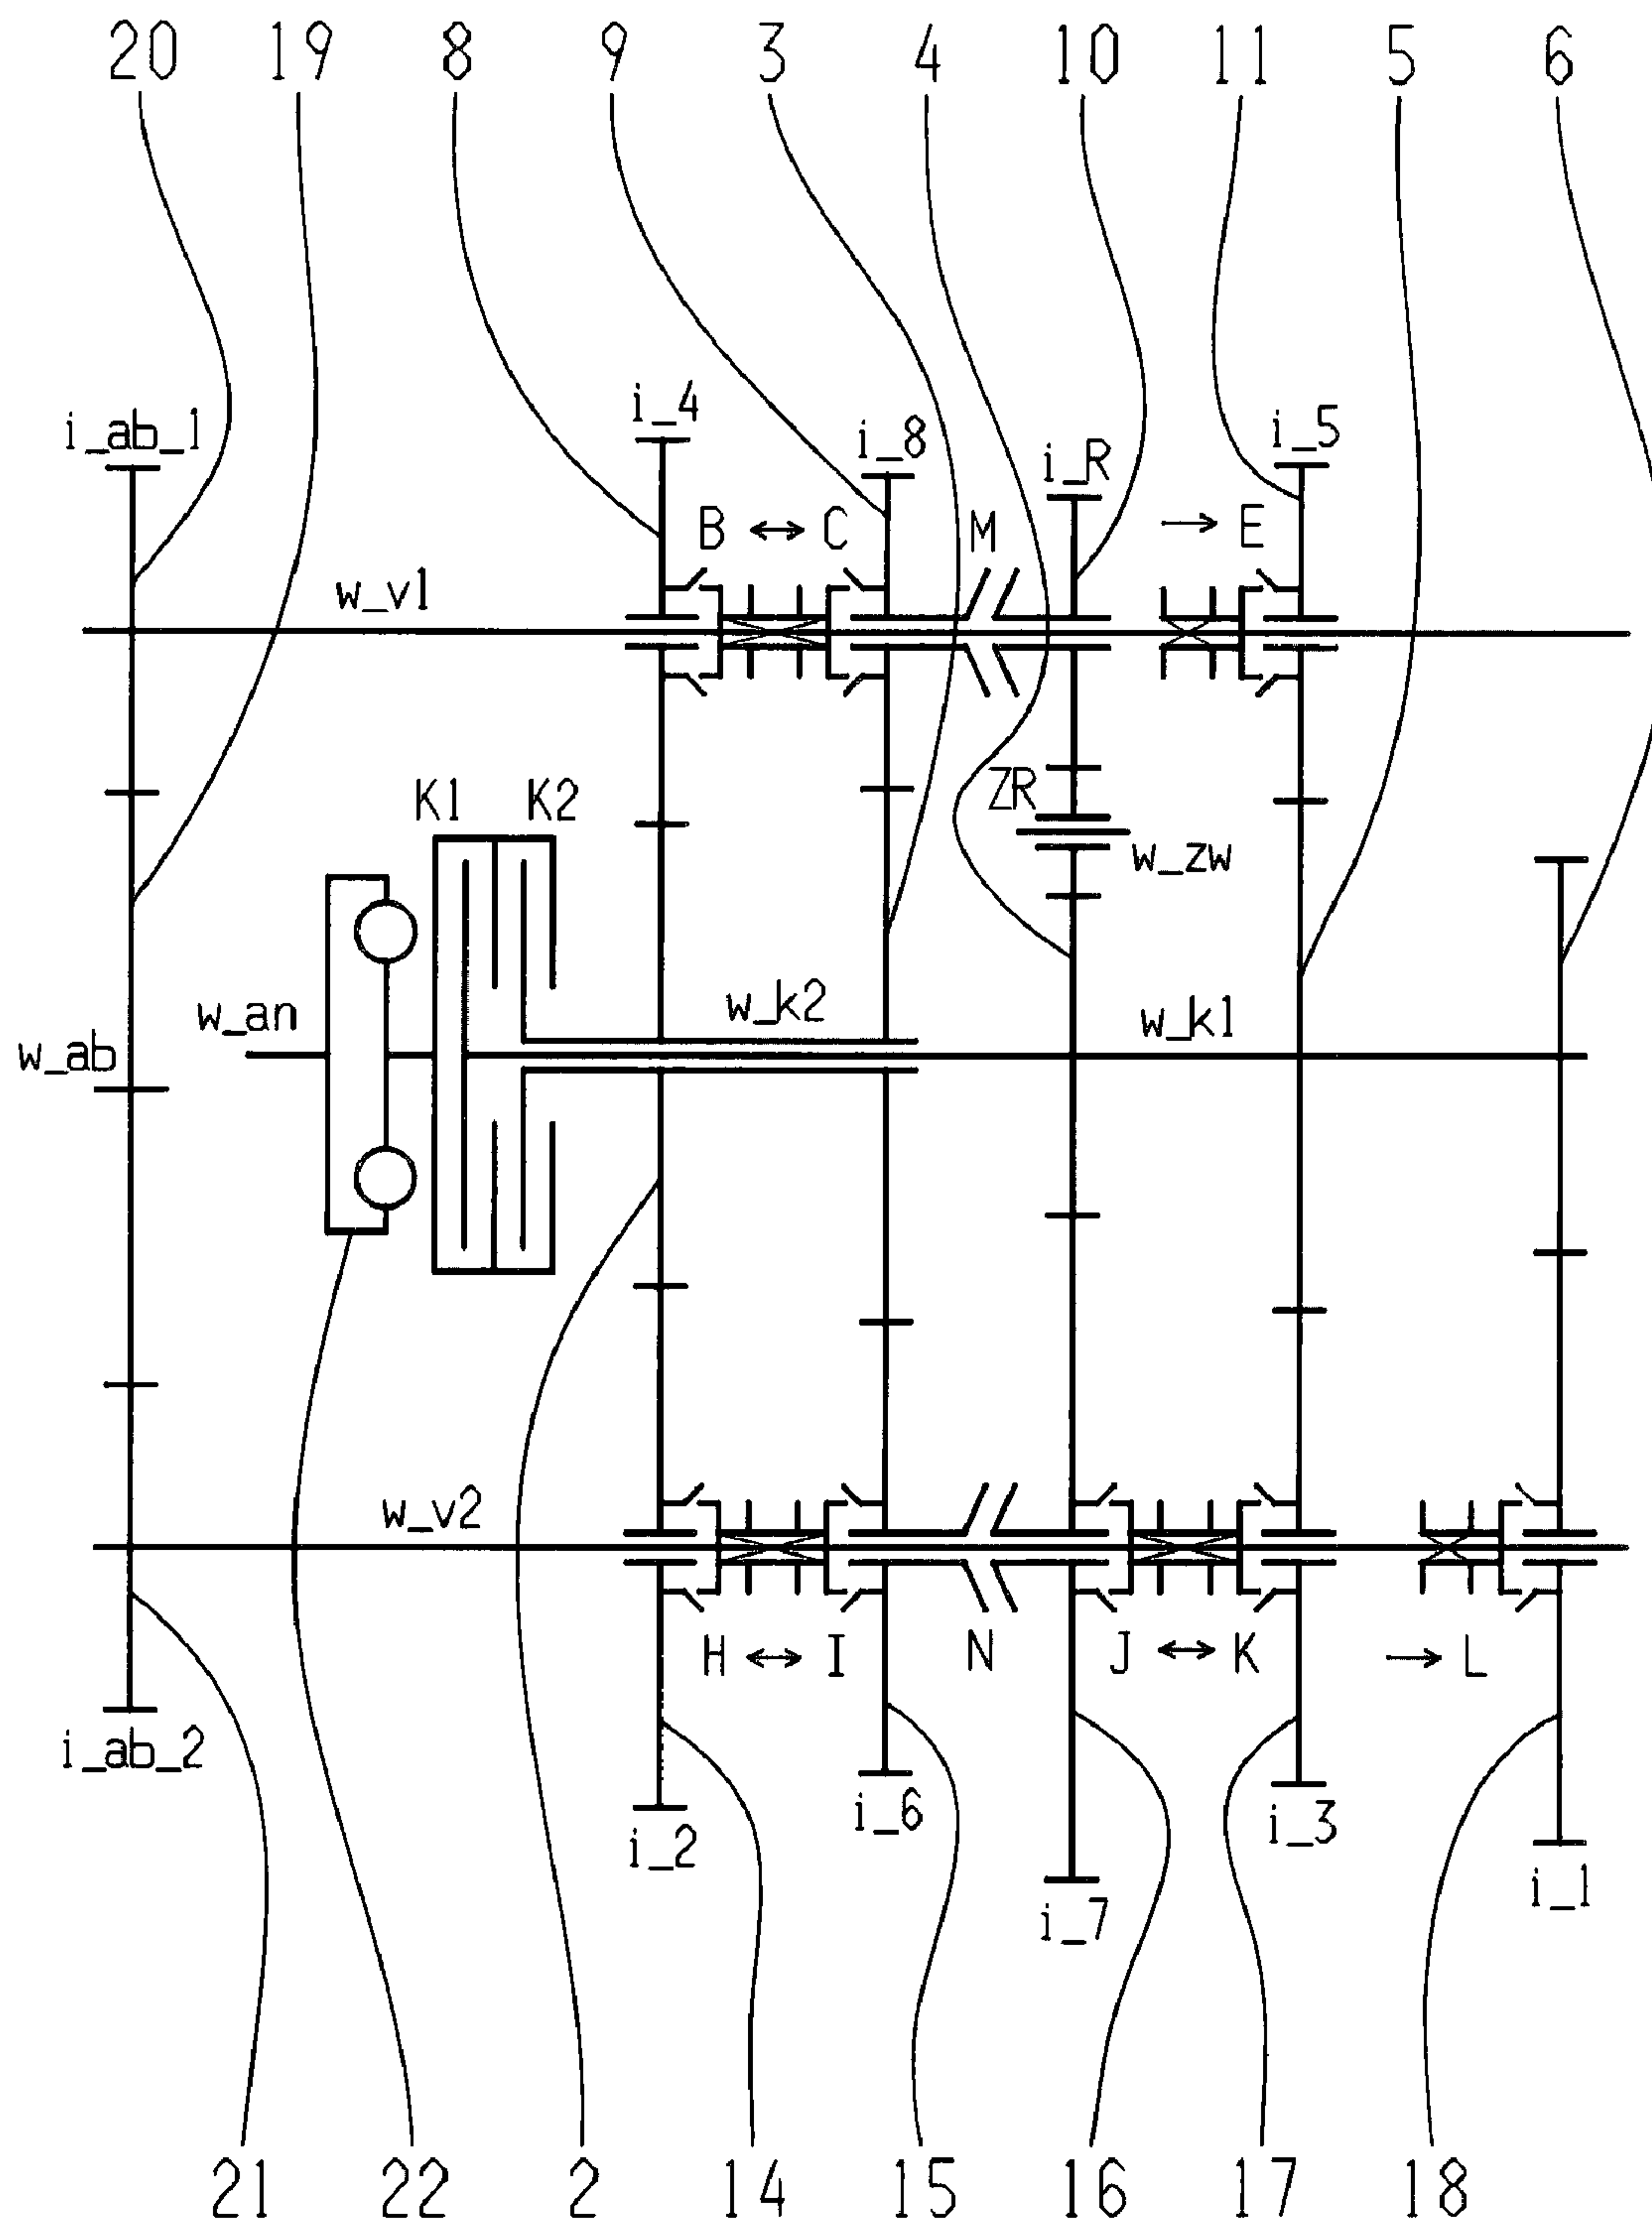 20 19 8 9 3 4 10 11 5 6
i_4
i_ab_1 i_8 i_R i_5
B ↔ C M → E
w_v1
K1 K2 ZR
w_zw
w_an w_k2 w_k1
w_ab
w_v2
H ↔ I N J ↔ K → L
i_ab_2 i_2 i_6 i_7 i_3 i_1
21 22 2 14 15 16 17 18